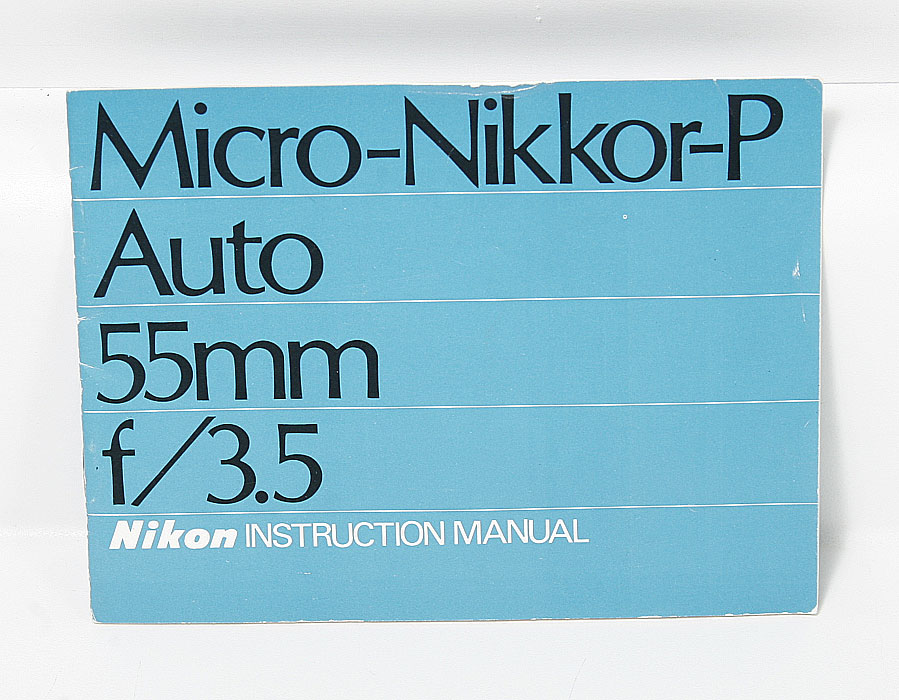 Micro-Nikkor-P
Auto
55mm
f/3.5
Nikon INSTRUCTION MANUAL